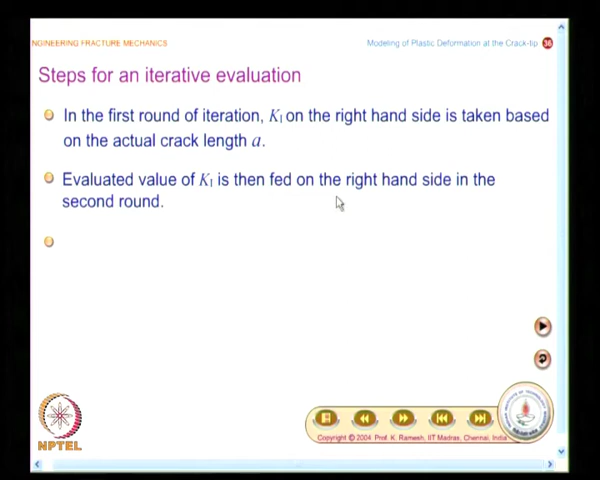 NGINEERING FRACTURE MECHANICS
Modeling of Plastic Deformation at the Crack-tip 36
Steps for an iterative evaluation
In the first round of iteration, K_I on the right hand side is taken based
on the actual crack length a.
Evaluated value of K_I is then fed on the right hand side in the
second round.
NPTEL
Copyright © 2004 Prof. K. Ramesh, IIT Madras, Chennai, India